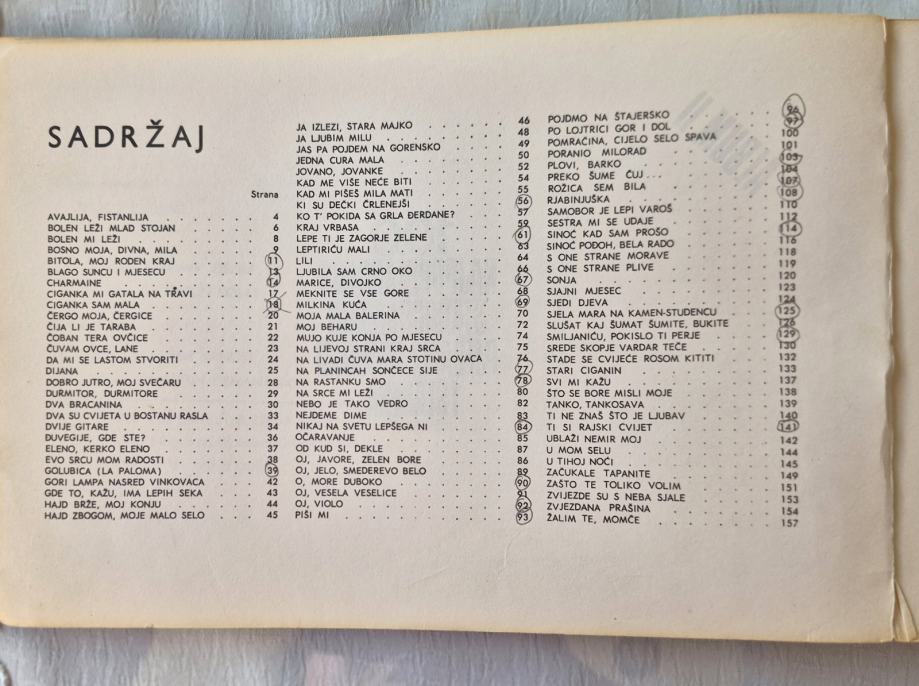 SADRŽAJ
Strana
AVAJLIJA, FISTANLIJA . . . . . . . . 4
BOLEN LEŽI MLAD STOJAN . . . . . 6
BOLEN MI LEŽI . . . . . . . . . 8
BOSNO MOJA, DIVNA, MILA . . . . . 9
BITOLA, MOJ RODEN KRAJ . . . . . 11
BLAGO SUNCU I MJESECU . . . . . 13
CHARMAINE . . . . . . . . . . 14
CIGANKA MI GATALA NA TRAVI . . . 17
CIGANKA SAM MALA . . . . . . . 18
ČERGO MOJA, ČERGICE . . . . . . 20
ČIJA LI JE TARABA . . . . . . . 21
ČOBAN TERA OVČICE . . . . . . . 22
ČUVAM OVCE, LANE . . . . . . . 23
DA MI SE LASTOM STVORITI . . . . 24
DIJANA . . . . . . . . . . . 25
DOBRO JUTRO, MOJ SVEČARU . . . . 28
DURMITOR, DURMITORE . . . . . . 29
DVA BRACANINA . . . . . . . . 30
DVA SU CVIJETA U BOSTANU RASLA . . 33
DVIJE GITARE . . . . . . . . . 34
DUVEGIJE, GDE STE? . . . . . . . 36
ELENO, KERKO ELENO . . . . . . 37
EVO SRCU MOM RADOSTI . . . . . 38
GOLUBICA (LA PALOMA) . . . . . . 39
GORI LAMPA NASRED VINKOVACA . . . 42
GDE TO, KAŽU, IMA LEPIH SEKA . . . 43
HAJD BRŽE, MOJ KONJU . . . . . . 44
HAJD ZBOGOM, MOJE MALO SELO . . . 45
JA IZLEZI, STARA MAJKO . . . . . . 46
JA LJUBIM MILU . . . . . . . . 48
JAS PA POJDEM NA GORENSKO . . . . 49
JEDNA CURA MALA . . . . . . . . 50
JOVANO, JOVANKE . . . . . . . . 52
KAD ME VIŠE NEĆE BITI . . . . . . 54
KAD MI PIŠEŠ MILA MATI . . . . . . 55
KI SU DEČKI ČRLENEJŠI . . . . . . 56
KO T' POKIDA SA GRLA ĐERDANE? . . . 57
KRAJ VRBASA . . . . . . . . . 59
LEPE TI JE ZAGORJE ZELENE . . . . . 61
LEPTIRIĆU MALI . . . . . . . . 63
LILI . . . . . . . . . . . . 64
LJUBILA SAM CRNO OKO . . . . . . 66
MARICE, DIVOJKO . . . . . . . . 67
MEKNITE SE VSE GORE . . . . . . . 68
MILKINA KUĆA . . . . . . . . . 69
MOJA MALA BALERINA . . . . . . . 70
MOJ BEHARU . . . . . . . . . 72
MUJO KUJE KONJA PO MJESECU . . . . 74
NA LIJEVOJ STRANI KRAJ SRCA . . . . 75
NA LIVADI ČUVA MARA STOTINU OVACA . . 76
NA PLANINCAH SONČECE SIJE . . . . . 77
NA RASTANKU SMO . . . . . . . . 78
NA SRCE MI LEŽI . . . . . . . . 80
NEBO JE TAKO VEDRO . . . . . . . 82
NEJDEME DIME . . . . . . . . . 83
NIKAJ NA SVETU LEPŠEGA NI . . . . . 84
OČARAVANJE . . . . . . . . . 85
OD KUD SI, DEKLE . . . . . . . . 87
OJ, JAVORE, ZELEN BORE . . . . . . 86
OJ, JELO, SMEDEREVO BELO . . . . . 89
O, MORE DUBOKO . . . . . . . . 90
OJ, VESELA VESELICE . . . . . . . 91
OJ, VIOLO . . . . . . . . . . 92
PIŠI MI . . . . . . . . . . . 93
POJDMO NA ŠTAJERSKO . . . . . . 96
PO LOJTRICI GOR I DOL . . . . . . 97
POMRAČINA, CIJELO SELO SPAVA . . . 100
PORANIO MILORAD . . . . . . . 101
PLOVI, BARKO . . . . . . . . . 103
PREKO ŠUME ČUJ... . . . . . . . 104
ROŽICA SEM BILA . . . . . . . . 107
RJABINJUŠKA . . . . . . . . . 108
SAMOBOR JE LEPI VAROŠ . . . . . . 110
SESTRA MI SE UDAJE . . . . . . . 112
SINOĆ KAD SAM PROŠO . . . . . . 114
SINOĆ PODOH, BELA RADO . . . . . 116
S ONE STRANE MORAVE . . . . . . 118
S ONE STRANE PLIVE . . . . . . . 119
SONJA . . . . . . . . . . . 120
SJAJNI MJESEC . . . . . . . . . 123
SJEDI DJEVA . . . . . . . . . 124
SJELA MARA NA KAMEN-STUDENCU . . . 125
SLUŠAT KAJ ŠUMAT ŠUMITE, BUKITE . . . 126
SMILJANIĆU, POKISLO TI PERJE . . . . 129
SREDE SKOPJE VARDAR TEČE . . . . . 130
STADE SE CVIJEĆE ROSOM KITITI . . . . 132
STARI CIGANIN . . . . . . . . . 133
SVI MI KAŽU . . . . . . . . . 137
ŠTO SE BORE MISLI MOJE . . . . . . 138
TANKO, TANKOSAVA . . . . . . . 139
TI NE ZNAŠ ŠTO JE LJUBAV . . . . . 140
TI SI RAJSKI CVIJET . . . . . . . 141
UBLAŽI NEMIR MOJ . . . . . . . 142
U MOM SELU . . . . . . . . . 144
U TIHOJ NOĆI . . . . . . . . . 145
ZAČUKALE TAPANITE . . . . . . . 149
ZAŠTO TE TOLIKO VOLIM . . . . . . 151
ZVIJEZDE SU S NEBA SJALE . . . . . 153
ZVJEZDANA PRAŠINA . . . . . . . 154
ŽALIM TE, MOMČE . . . . . . . . 157